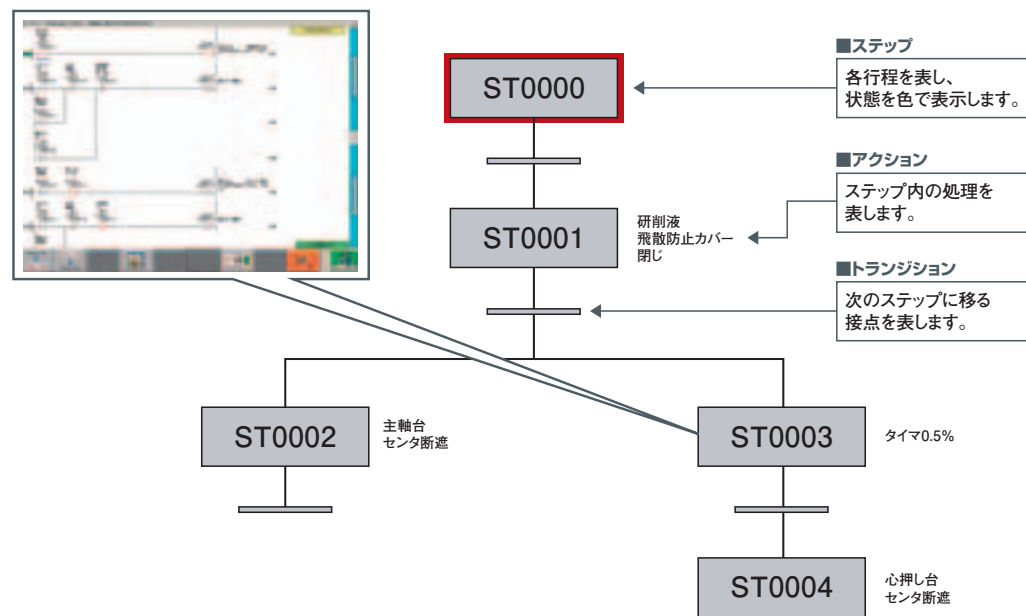 ST0000
■ステップ
各行程を表し、
状態を色で表示します。
■アクション
ステップ内の処理を
表します。
ST0001
研削液
飛散防止カバー
閉じ
■トランジション
次のステップに移る
接点を表します。
ST0002
主軸台
センタ断遮
ST0003
タイマ0.5%
ST0004
心押し台
センタ断遮